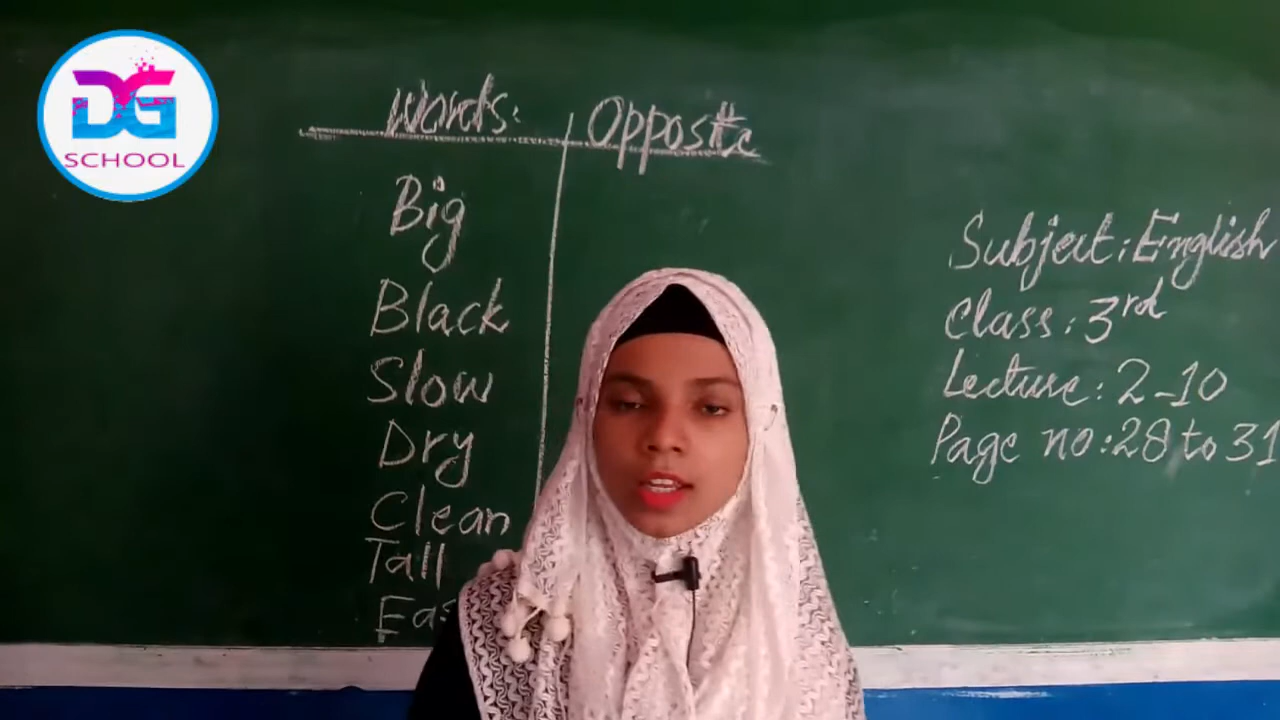 DG
SCHOOL
Words: Opposite
Big
Black
Slow
Dry
Clean
Tall
Subject: English
Class: 3rd
Lecture: 2-10
Page no: 28 to 31